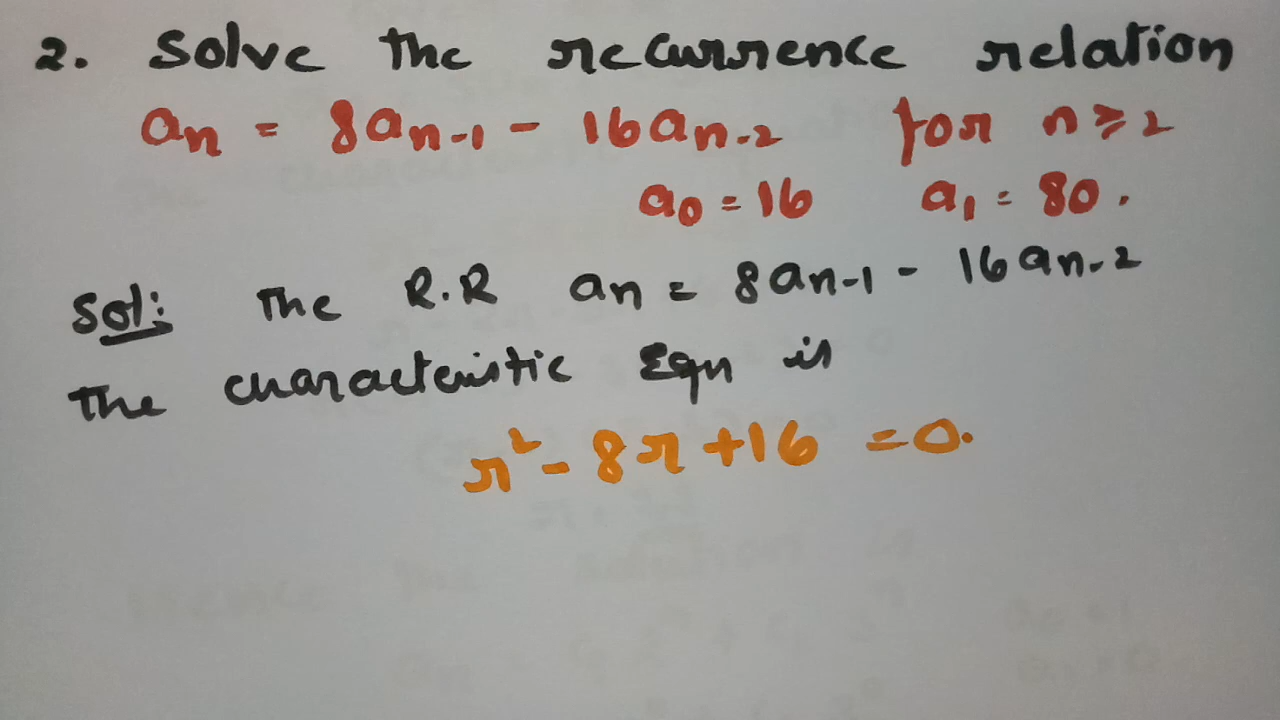 2. Solve the recurrence relation
an = 8an-1 - 16an-2 for n ≥ 2
a0 = 16 a1 = 80.
Sol: The R.R an = 8an-1 - 16an-2
The characteristic Eqn is
r² - 8r + 16 = 0.